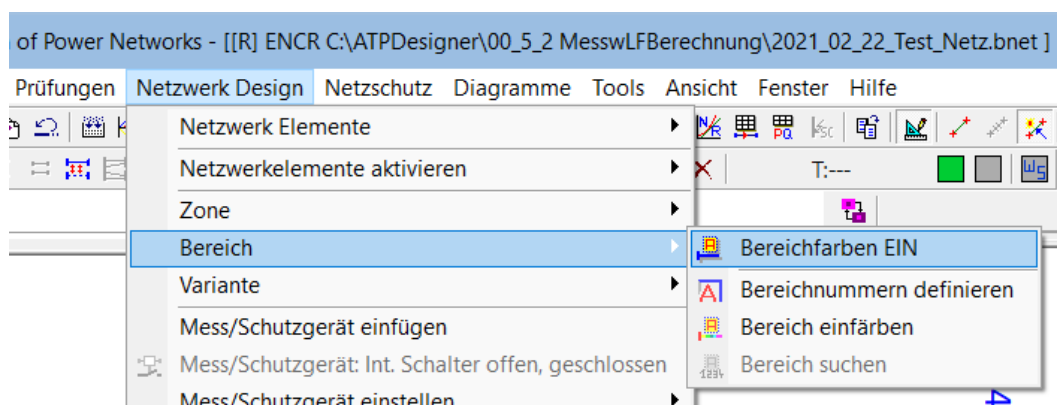 of Power Networks - [[R] ENCR C:\ATPDesigner\00_5_2 MesswLFBerechnung\2021_02_22_Test_Netz.bnet ]
Prüfungen Netzwerk Design Netzschutz Diagramme Tools Ansicht Fenster Hilfe
Netzwerk Elemente
Netzwerkelemente aktivieren
T:---
Zone
Bereich
Bereichfarben EIN
Variante
Bereichnummern definieren
Mess/Schutzgerät einfügen
Bereich einfärben
Mess/Schutzgerät: Int. Schalter offen, geschlossen
Bereich suchen
Mess/Schutzgerät einstellen